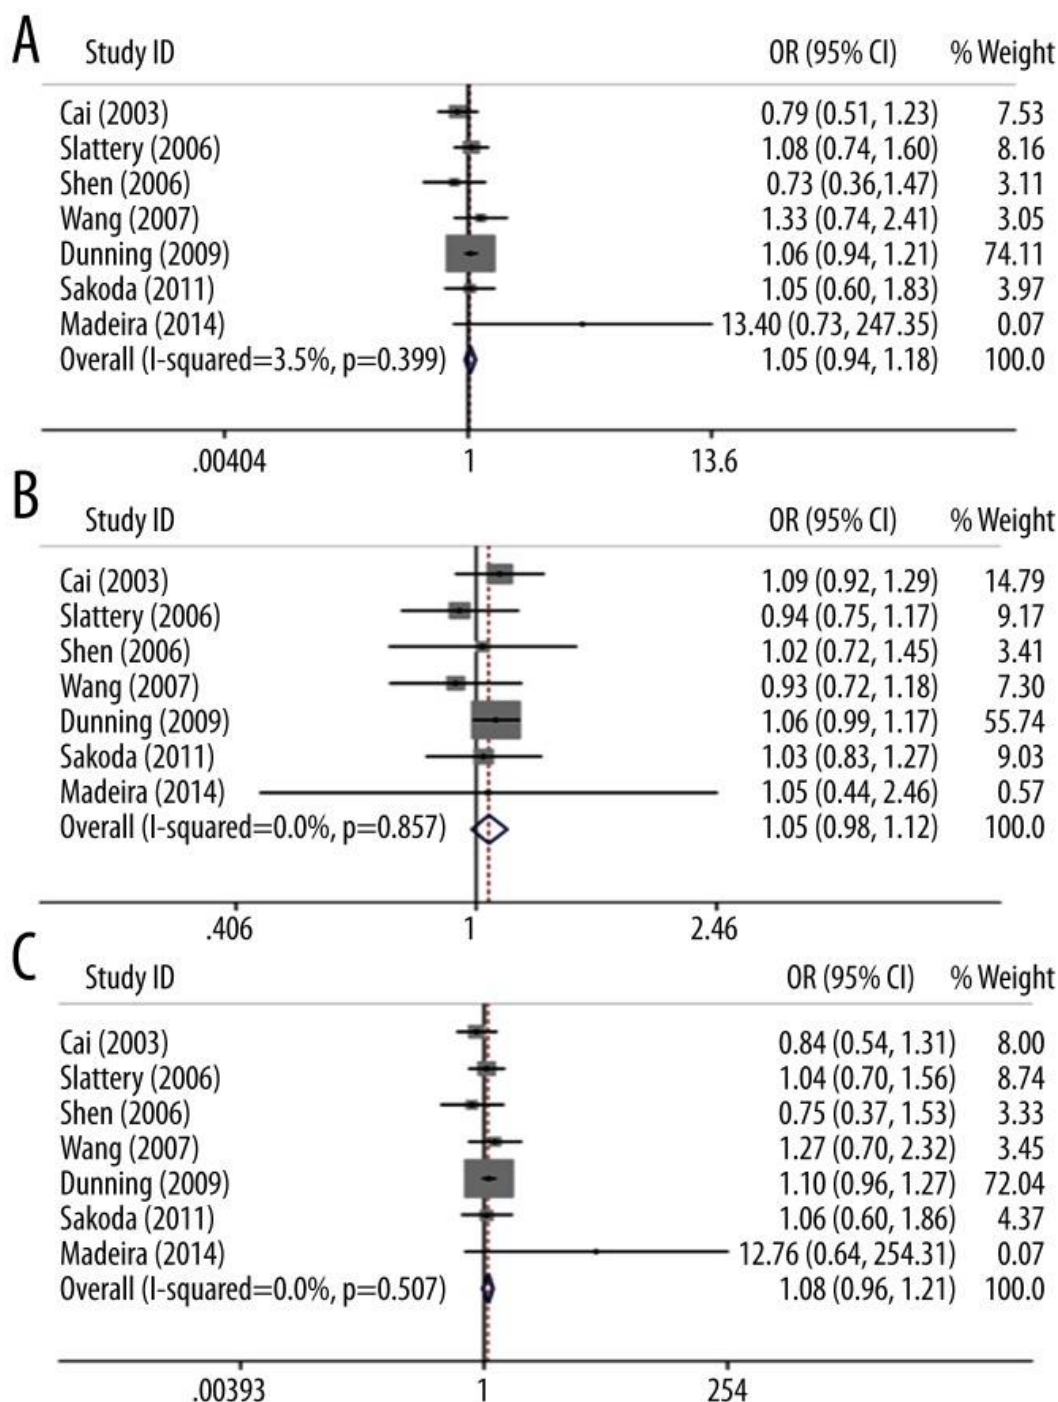 A
Study ID OR (95% CI) % Weight
Cai (2003) 0.79 (0.51, 1.23) 7.53
Slattery (2006) 1.08 (0.74, 1.60) 8.16
Shen (2006) 0.73 (0.36,1.47) 3.11
Wang (2007) 1.33 (0.74, 2.41) 3.05
Dunning (2009) 1.06 (0.94, 1.21) 74.11
Sakoda (2011) 1.05 (0.60, 1.83) 3.97
Madeira (2014) 13.40 (0.73, 247.35) 0.07
Overall (I-squared=3.5%, p=0.399) 1.05 (0.94, 1.18) 100.0
.00404 1 13.6
B
Study ID OR (95% CI) % Weight
Cai (2003) 1.09 (0.92, 1.29) 14.79
Slattery (2006) 0.94 (0.75, 1.17) 9.17
Shen (2006) 1.02 (0.72, 1.45) 3.41
Wang (2007) 0.93 (0.72, 1.18) 7.30
Dunning (2009) 1.06 (0.99, 1.17) 55.74
Sakoda (2011) 1.03 (0.83, 1.27) 9.03
Madeira (2014) 1.05 (0.44, 2.46) 0.57
Overall (I-squared=0.0%, p=0.857) 1.05 (0.98, 1.12) 100.0
.406 1 2.46
C
Study ID OR (95% CI) % Weight
Cai (2003) 0.84 (0.54, 1.31) 8.00
Slattery (2006) 1.04 (0.70, 1.56) 8.74
Shen (2006) 0.75 (0.37, 1.53) 3.33
Wang (2007) 1.27 (0.70, 2.32) 3.45
Dunning (2009) 1.10 (0.96, 1.27) 72.04
Sakoda (2011) 1.06 (0.60, 1.86) 4.37
Madeira (2014) 12.76 (0.64, 254.31) 0.07
Overall (I-squared=0.0%, p=0.507) 1.08 (0.96, 1.21) 100.0
.00393 1 254